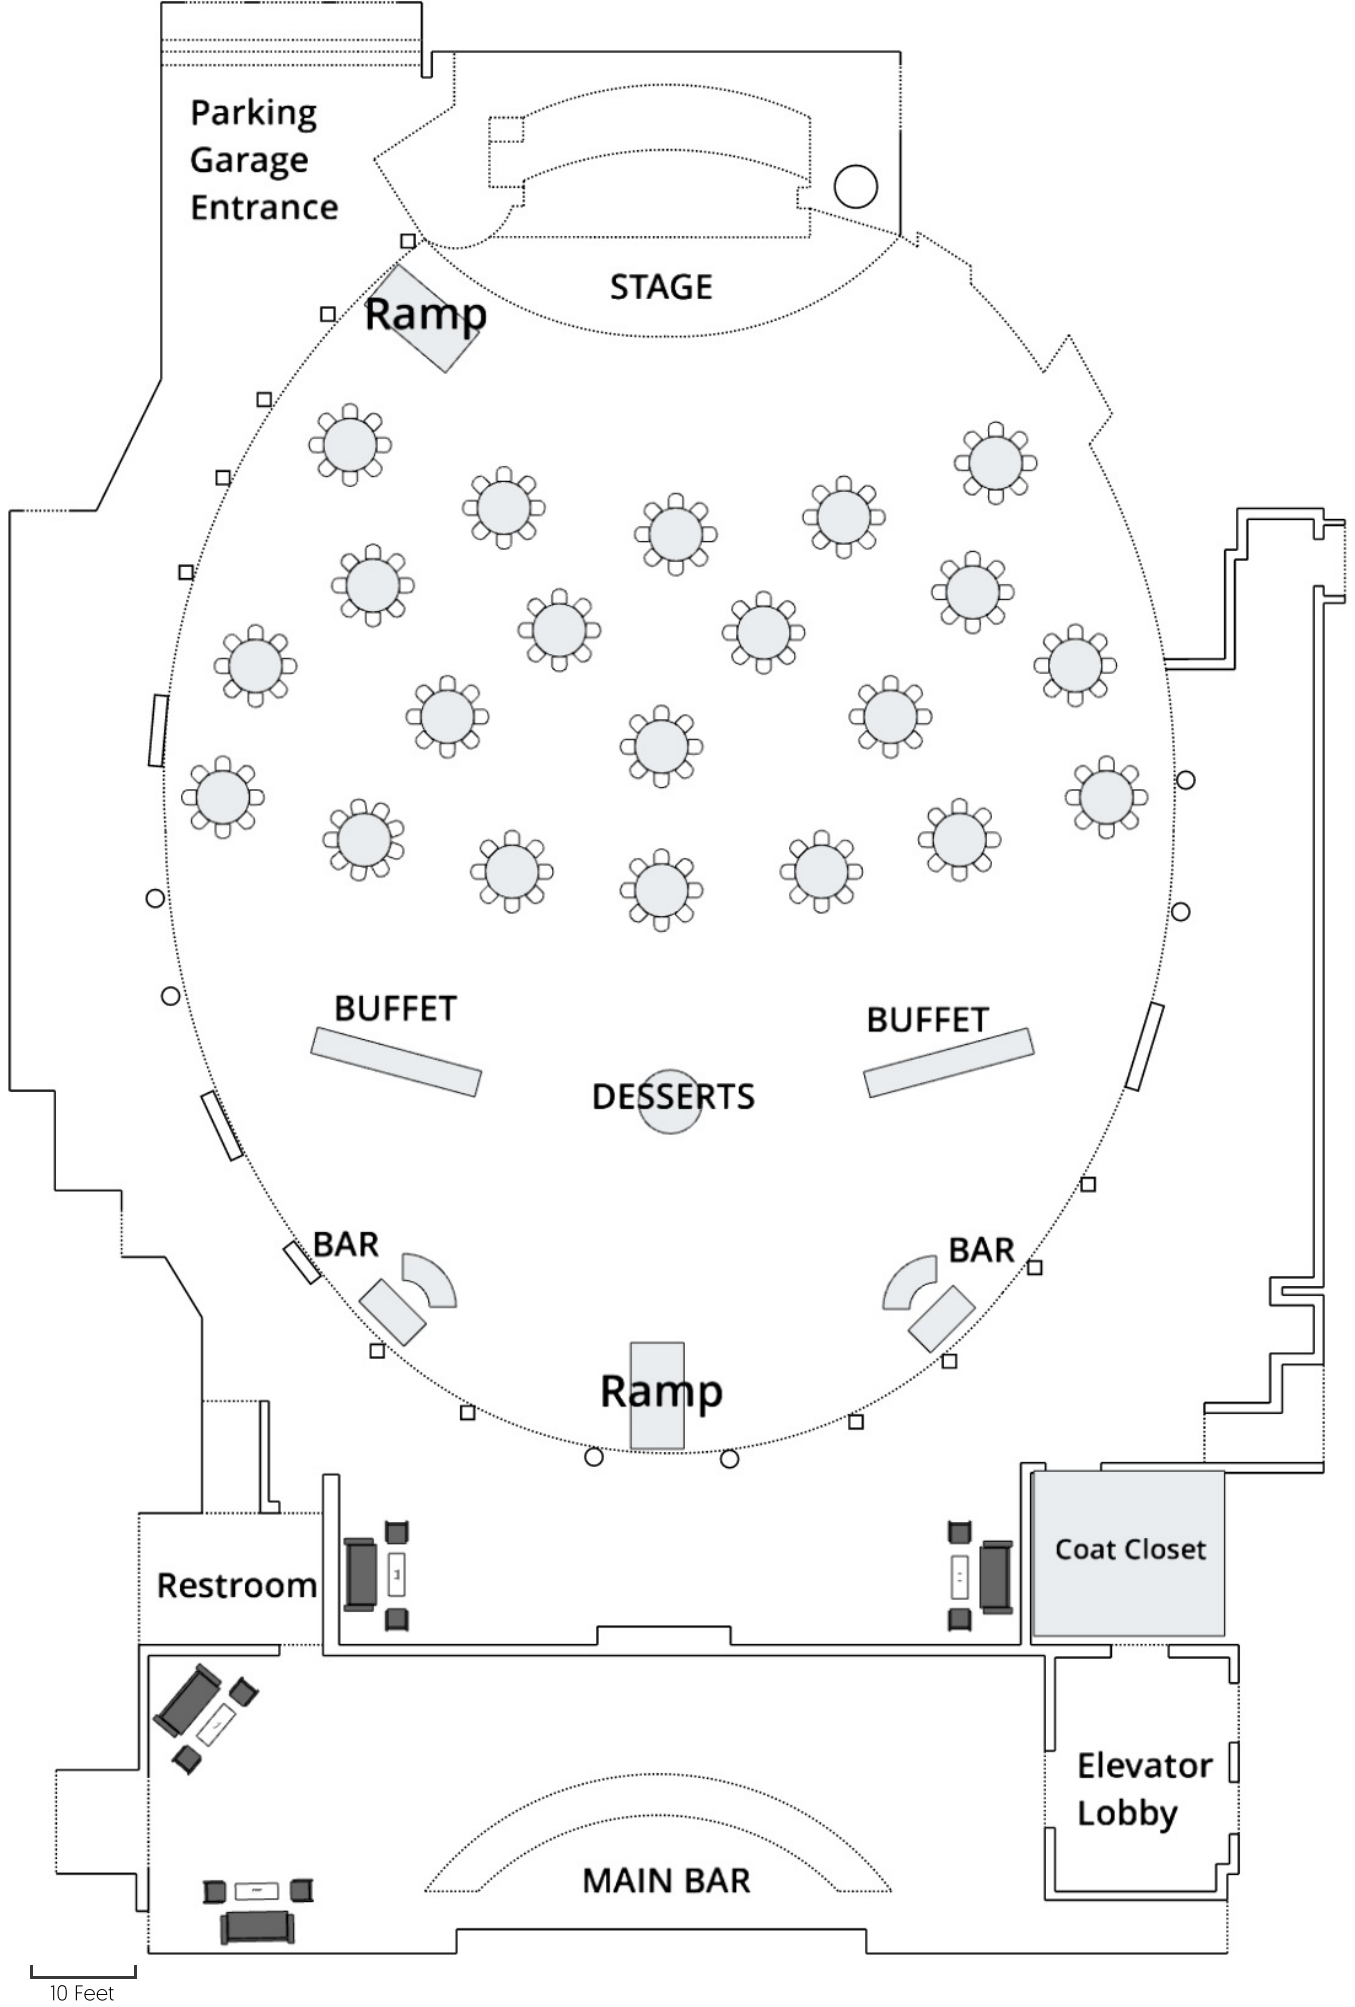 Parking
Garage
Entrance
STAGE
Ramp
BUFFET
BUFFET
DESSERTS
BAR
BAR
Ramp
Coat Closet
Restroom
Elevator
Lobby
MAIN BAR
10 Feet